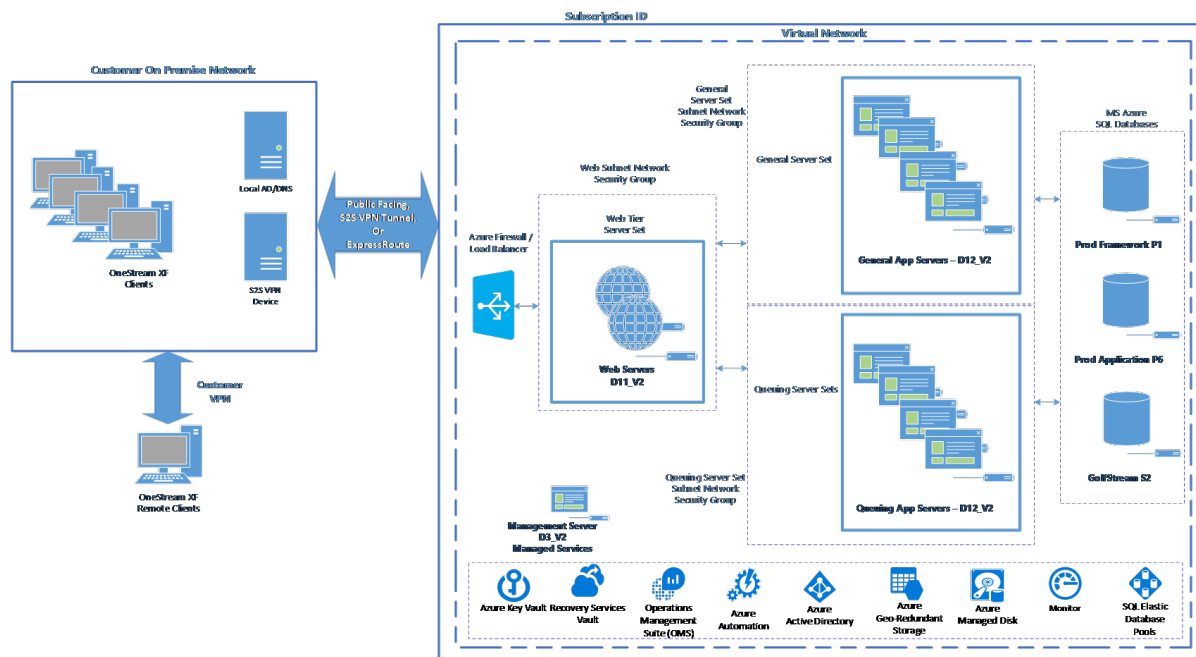 Subscription ID
Virtual Network
Customer On Premise Network
Local AD/DNS
OneStream XF
Clients
S2S VPN
Device
Public Facing,
S2S VPN Tunnel,
Or
ExpressRoute
Customer
VPN
OneStream XF
Remote Clients
Azure Firewall /
Load Balancer
Web Subnet Network
Security Group
Web Tier
Server Set
Web Servers
D11_V2
General
Server Set
Subnet Network
Security Group
General Server Set
General App Servers – D12_V2
Queuing Server Sets
Queuing Server Set
Subnet Network
Security Group
Queuing App Servers – D12_V2
MS Azure
SQL Databases
Prod Framework P1
Prod Application P6
GolfStream S2
Management Server
D3_V2
Managed Services
Azure Key Vault
Recovery Services
Vault
Operations
Management
Suite (OMS)
Azure
Automation
Azure
Active Directory
Azure
Geo-Redundant
Storage
Azure
Managed Disk
Monitor
SQL Elastic
Database
Pools